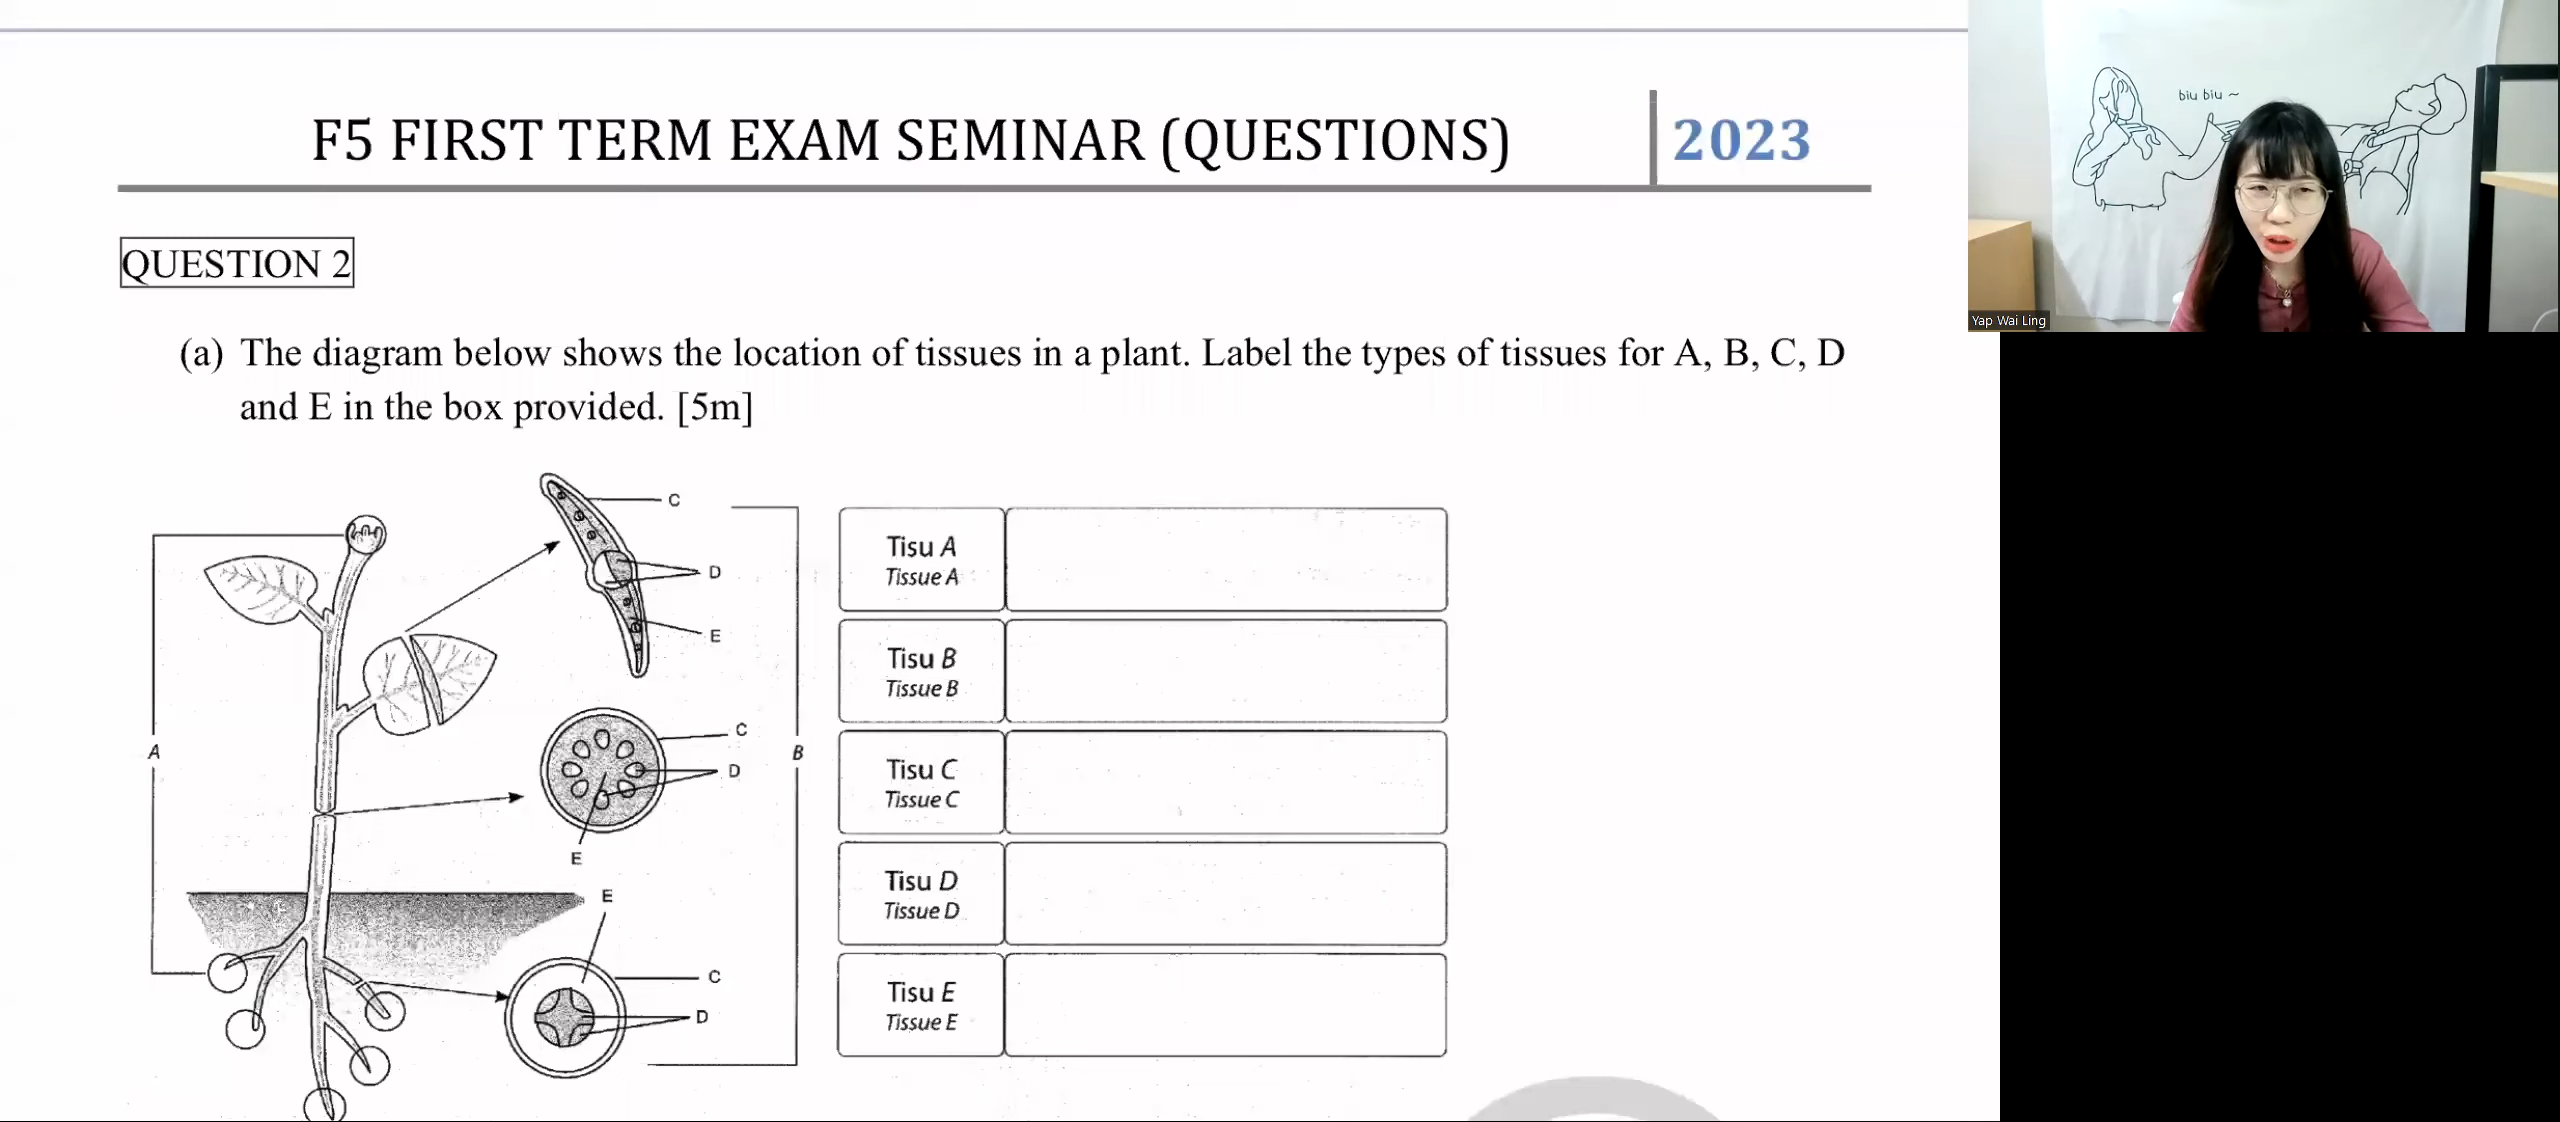 F5 FIRST TERM EXAM SEMINAR (QUESTIONS) 2023
biu biu ~
Yap Wai Ling
QUESTION 2
(a) The diagram below shows the location of tissues in a plant. Label the types of tissues for A, B, C, D
and E in the box provided. [5m]
C
D
E
A
C
D
B
E
E
C
D
Tisu A
Tissue A
Tisu B
Tissue B
Tisu C
Tissue C
Tisu D
Tissue D
Tisu E
Tissue E